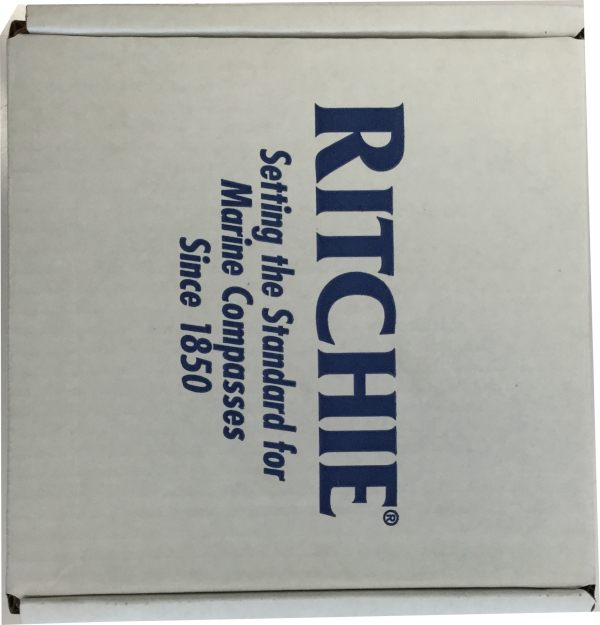 RITCHIE®
Setting the Standard for
Marine Compasses
Since 1850